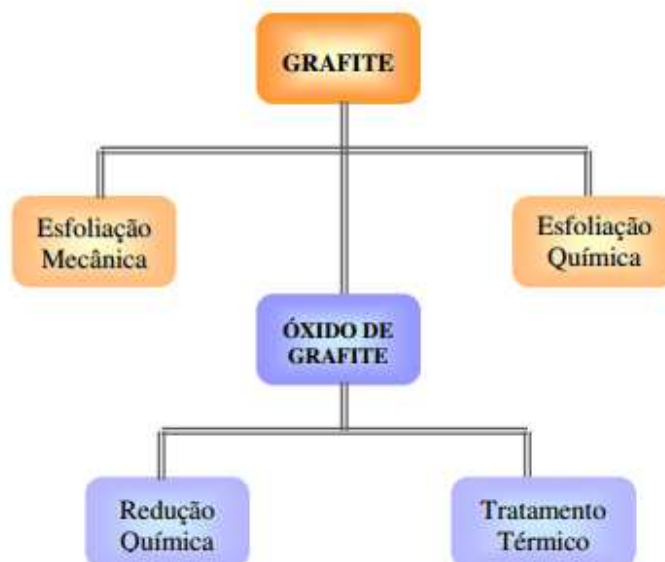 GRAFITE
Esfoliação
Mecânica
Esfoliação
Química
ÓXIDO DE
GRAFITE
Redução
Química
Tratamento
Térmico